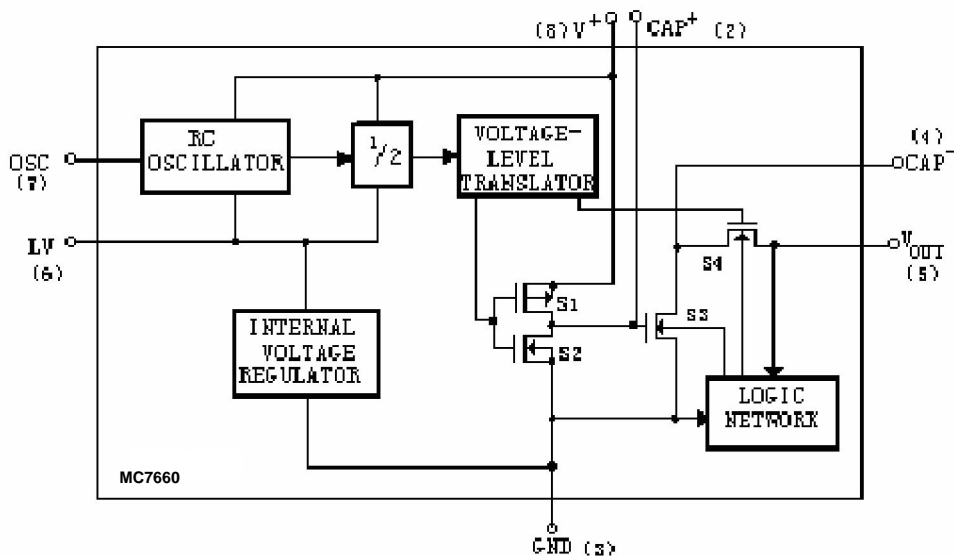 (8) V+ CAP+ (2)
RC
OSCILLATOR
1/2
VOLTAGE-
LEVEL
TRANSLATOR
OSC
(7)
LV
(6)
(4)
CAP-
VOUT
(5)
S4
S1
S3
S2
INTERNAL
VOLTAGE
REGULATOR
LOGIC
NETWORK
MC7660
GND (3)